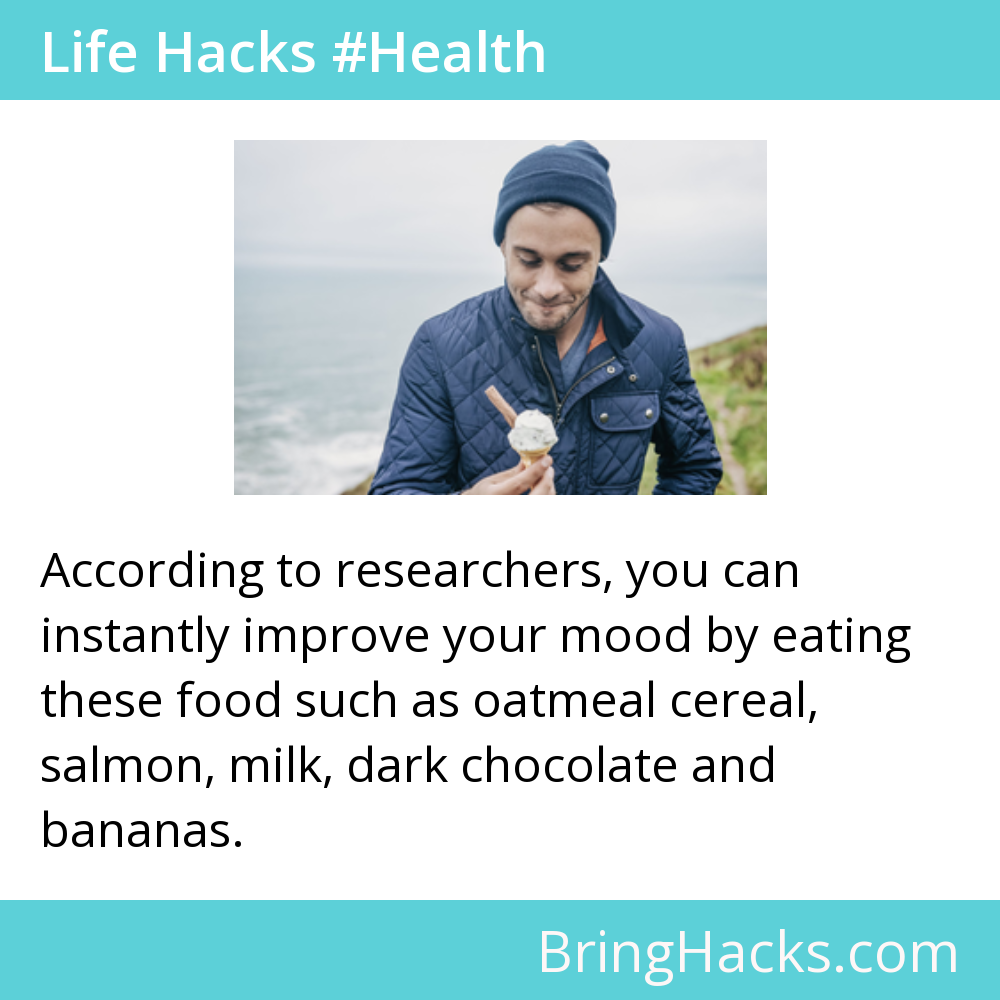 Life Hacks #Health
According to researchers, you can
instantly improve your mood by eating
these food such as oatmeal cereal,
salmon, milk, dark chocolate and
bananas.
BringHacks.com